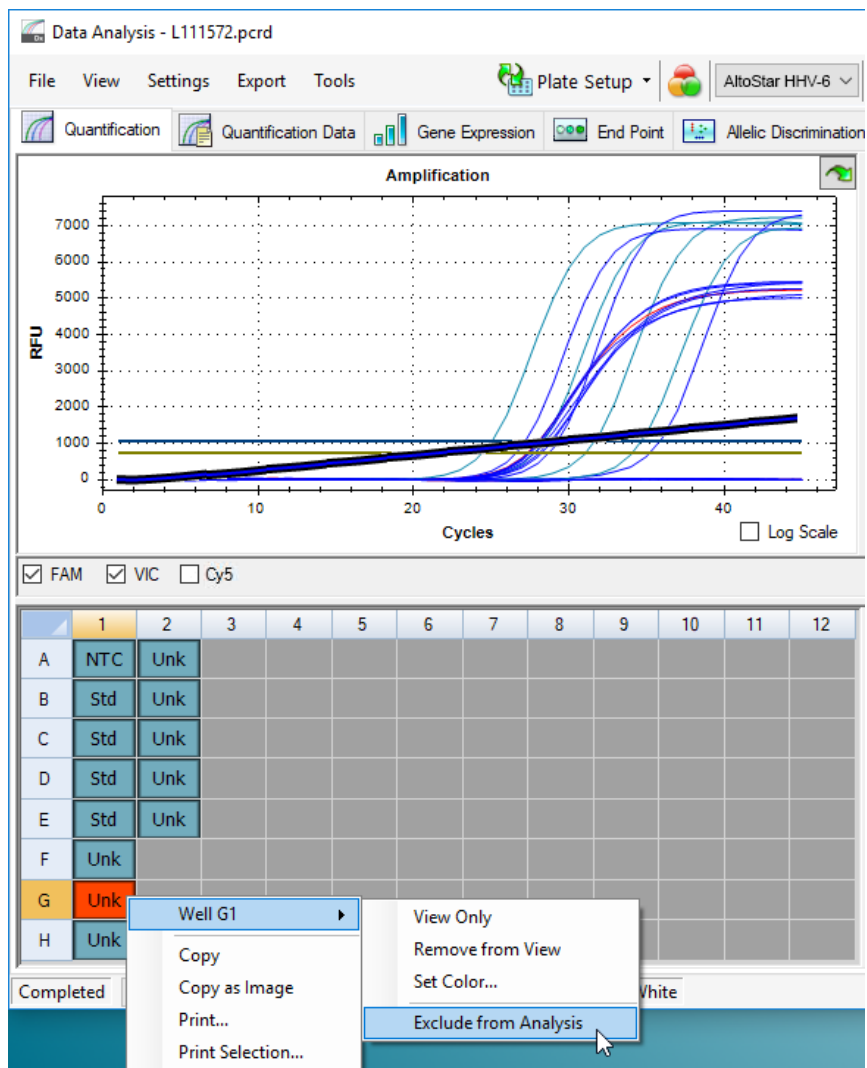 Data Analysis - L111572.pcrd
File View Settings Export Tools Plate Setup AltoStar HHV-6
Quantification Quantification Data Gene Expression End Point Allelic Discrimination
Amplification
7000
6000
5000
4000
3000
2000
1000
0
RFU
0 10 20 30 40
Cycles
Log Scale
FAM VIC Cy5
1 2 3 4 5 6 7 8 9 10 11 12
A NTC Unk
B Std Unk
C Std Unk
D Std Unk
E Std Unk
F Unk
G Unk
H Unk
Well G1
Copy
Copy as Image
Print...
Print Selection...
View Only
Remove from View
Set Color...
Exclude from Analysis
Completed